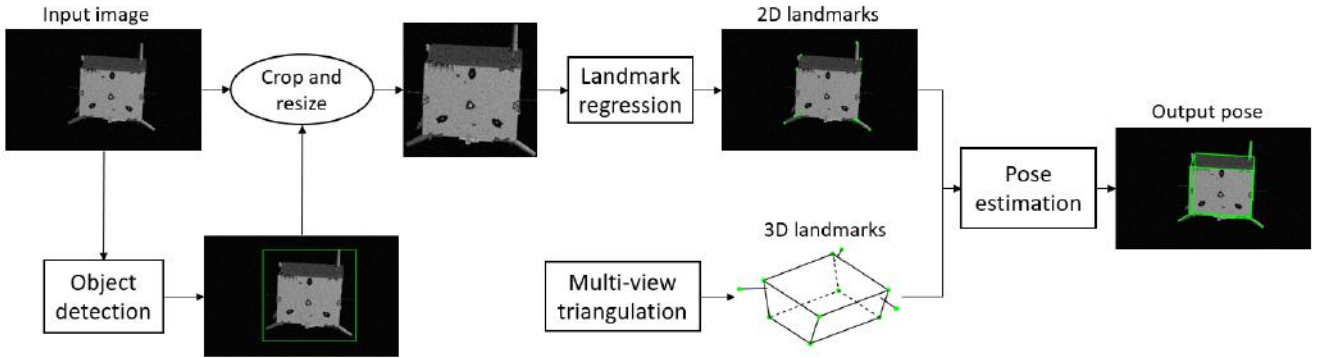 Input image
Crop and
resize
Landmark
regression
2D landmarks
Output pose
Pose
estimation
Object
detection
Multi-view
triangulation
3D landmarks